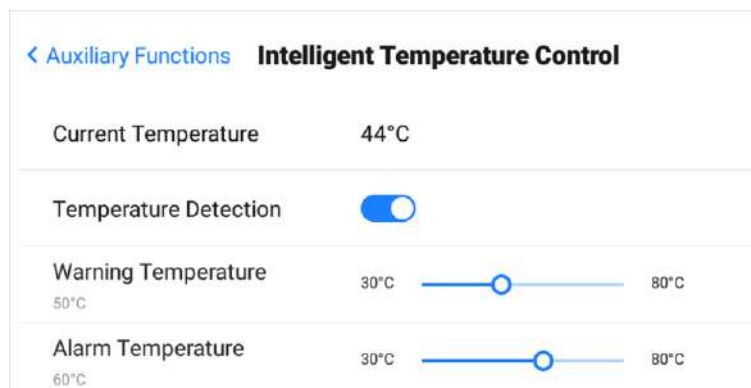 < Auxiliary Functions Intelligent Temperature Control
Current Temperature 44°C
Temperature Detection
Warning Temperature
50°C
30°C 80°C
Alarm Temperature
60°C
30°C 80°C